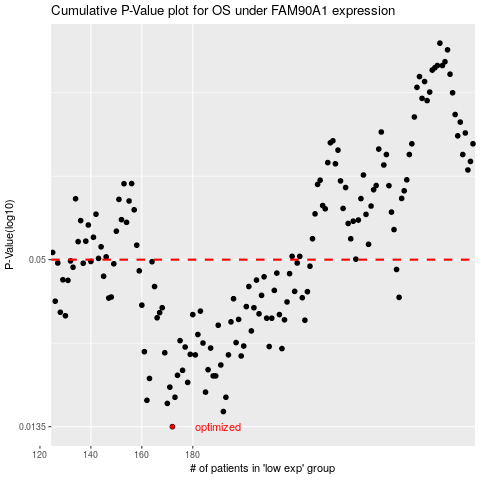 Cumulative P-Value plot for OS under FAM90A1 expression
P-Value(log10)
0.05
0.0135
optimized
120 140 160 180
# of patients in 'low exp' group